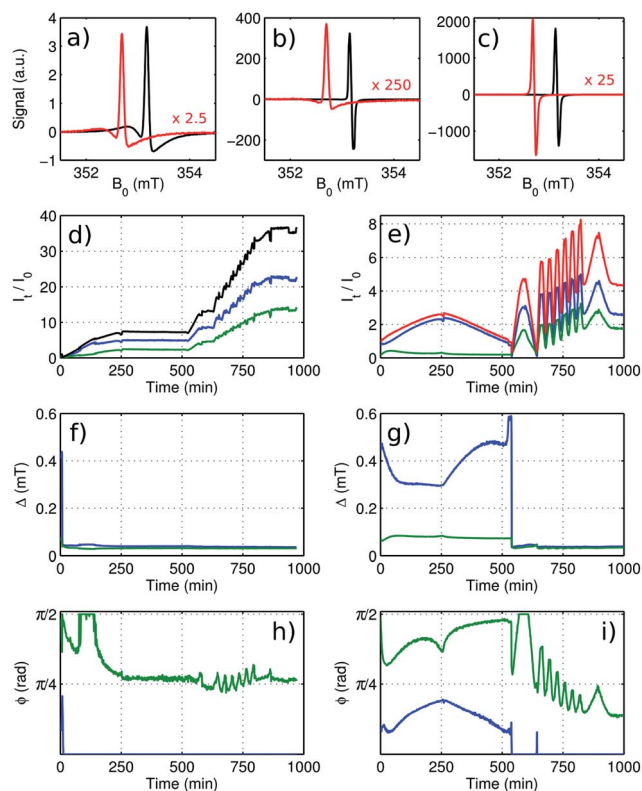 a) b) c)
4 400 2000
3 200 1000
2 0 0
1 -200 -1000
0
-1
Signal (a.u.)
x 2.5 x 250 x 25
352 354 352 354 352 354
B0 (mT) B0 (mT) B0 (mT)
d) e)
40 8
30 6
20 4
10 2
0 0
It / I0 It / I0
0 250 500 750 1000 0 250 500 750 1000
Time (min) Time (min)
f) g)
0.6 0.6
0.4 0.4
0.2 0.2
0 0
Δ (mT) Δ (mT)
0 250 500 750 1000 0 250 500 750 1000
Time (min) Time (min)
h) i)
π/2 π/2
π/4 π/4
ϕ (rad) ϕ (rad)
0 250 500 750 1000 0 250 500 750 1000
Time (min) Time (min)